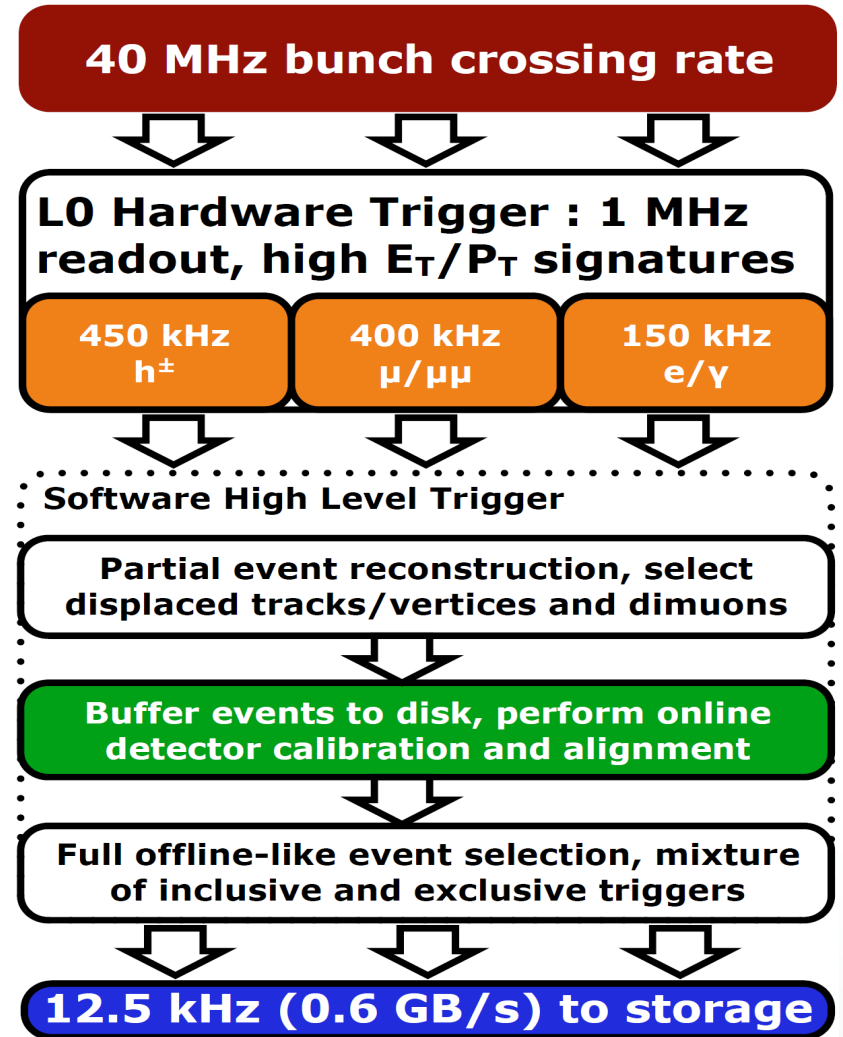 40 MHz bunch crossing rate
L0 Hardware Trigger : 1 MHz
readout, high E_T/P_T signatures
450 kHz
h±
400 kHz
μ/μμ
150 kHz
e/γ
Software High Level Trigger
Partial event reconstruction, select
displaced tracks/vertices and dimuons
Buffer events to disk, perform online
detector calibration and alignment
Full offline-like event selection, mixture
of inclusive and exclusive triggers
12.5 kHz (0.6 GB/s) to storage